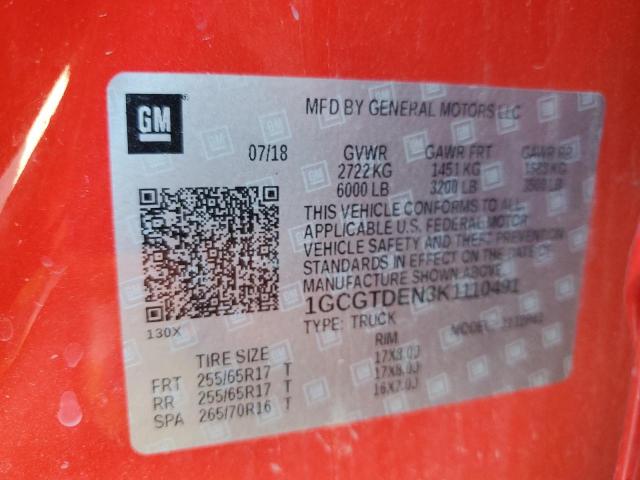 GM
MFD BY GENERAL MOTORS LLC
07/18 GVWR GAWR FRT GAWR RR
2722 KG 1451 KG
6000 LB 3200 LB
THIS VEHICLE CONFORMS TO ALL
APPLICABLE U.S. FEDERAL MOTOR
VEHICLE SAFETY AND THEFT PREVENTION
STANDARDS IN EFFECT ON THE DATE OF
MANUFACTURE SHOWN ABOVE.
1GCGTDEN3K1110491
130X
TYPE: TRUCK MODEL:
TIRE SIZE RIM
FRT 255/65R17 T 17X8.0J
RR 255/65R17 T 17X8.0J
SPA 265/70R16 T 16X7.0J